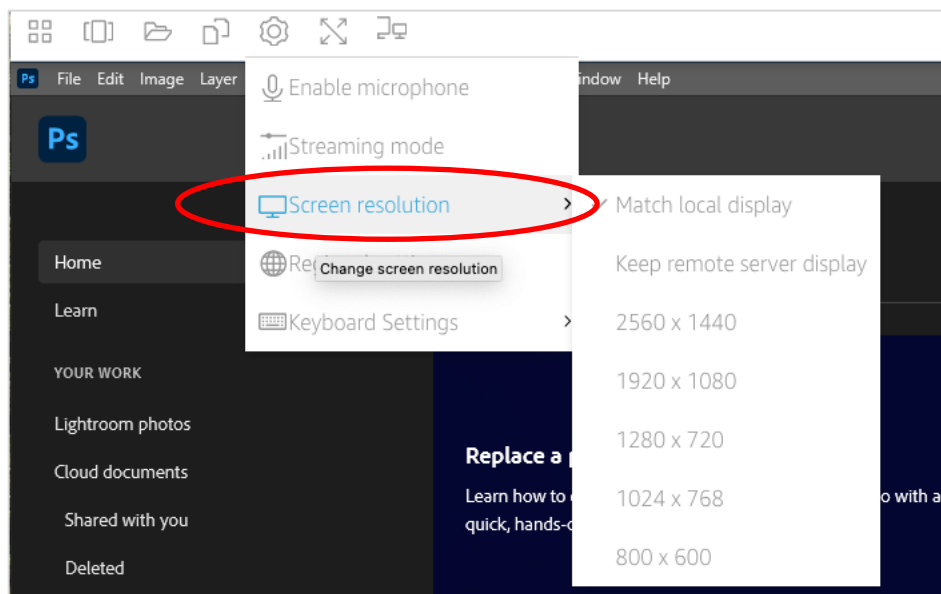 Ps File Edit Image Layer indow Help
Ps
Enable microphone
Streaming mode
Screen resolution
Change screen resolution
Keyboard Settings
Match local display
Keep remote server display
2560 x 1440
1920 x 1080
1280 x 720
1024 x 768
800 x 600
Home
Learn
YOUR WORK
Lightroom photos
Cloud documents
Shared with you
Deleted
Replace a
Learn how to o with a
quick, hands-